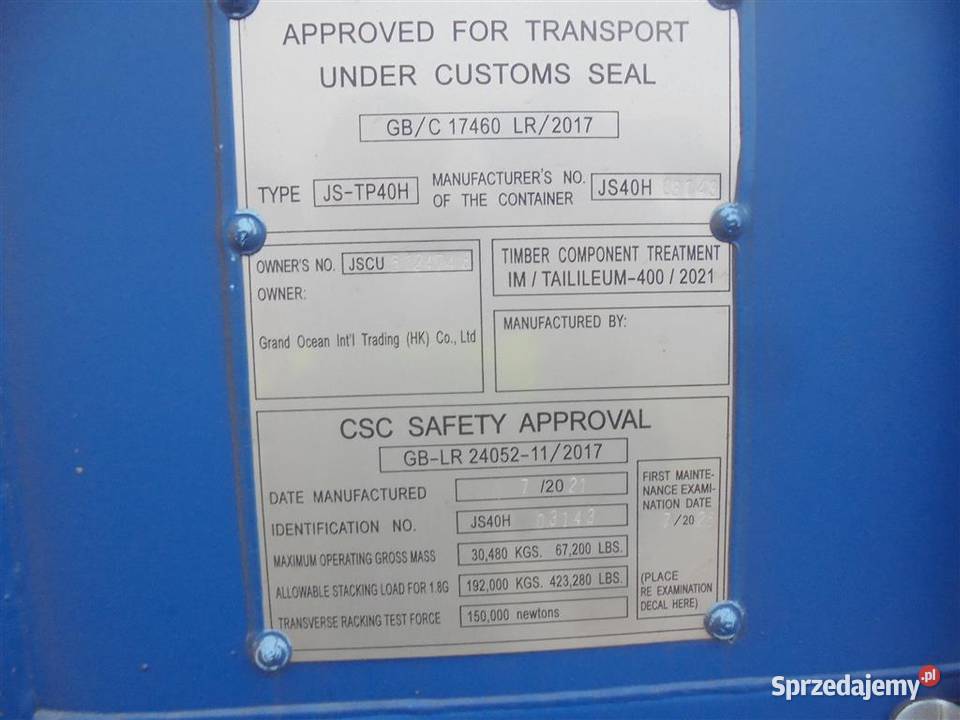 APPROVED FOR TRANSPORT
UNDER CUSTOMS SEAL
GB/C 17460 LR/2017
TYPE JS-TP40H
MANUFACTURER'S NO.
OF THE CONTAINER
JS40H
OWNER'S NO. JSCU
OWNER:
Grand Ocean Int'l Trading (HK) Co., Ltd
TIMBER COMPONENT TREATMENT
IM / TAILILEUM-400 / 2021
MANUFACTURED BY:
CSC SAFETY APPROVAL
GB-LR 24052-11/2017
DATE MANUFACTURED 7 /20 21
IDENTIFICATION NO. JS40H 03143
MAXIMUM OPERATING GROSS MASS 30,480 KGS. 67,200 LBS.
ALLOWABLE STACKING LOAD FOR 1.8G 192,000 KGS. 423,280 LBS.
TRANSVERSE RACKING TEST FORCE 150,000 newtons
FIRST MAINTE-
NANCE EXAMI-
NATION DATE
7/20
(PLACE
RE EXAMINATION
DECAL HERE)
Sprzedajemy.pl